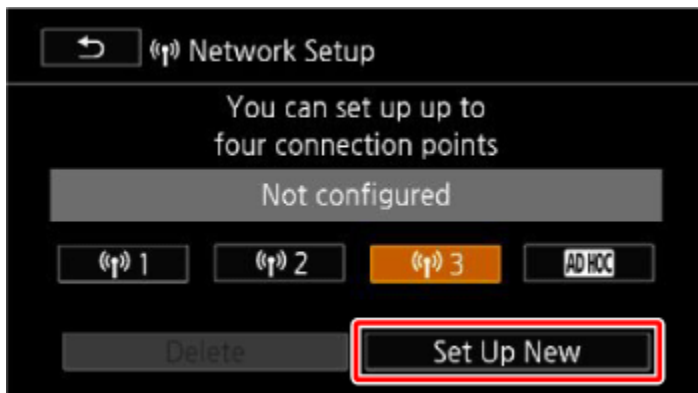 Network Setup
You can set up up to
four connection points
Not configured
1 2 3 AD HOC
Delete Set Up New